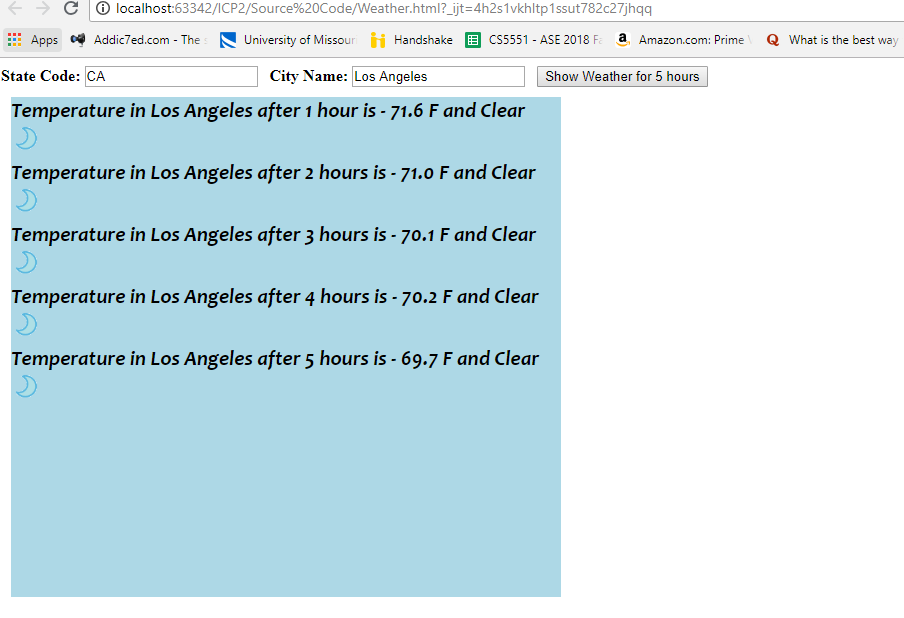 localhost:63342/ICP2/Source%20Code/Weather.html?_ijt=4h2s1vkhltp1ssut782c27jhqq
Apps Addic7ed.com - The University of Missour Handshake CS5551 - ASE 2018 Fa Amazon.com: Prime What is the best way
State Code: CA City Name: Los Angeles Show Weather for 5 hours
Temperature in Los Angeles after 1 hour is - 71.6 F and Clear
Temperature in Los Angeles after 2 hours is - 71.0 F and Clear
Temperature in Los Angeles after 3 hours is - 70.1 F and Clear
Temperature in Los Angeles after 4 hours is - 70.2 F and Clear
Temperature in Los Angeles after 5 hours is - 69.7 F and Clear